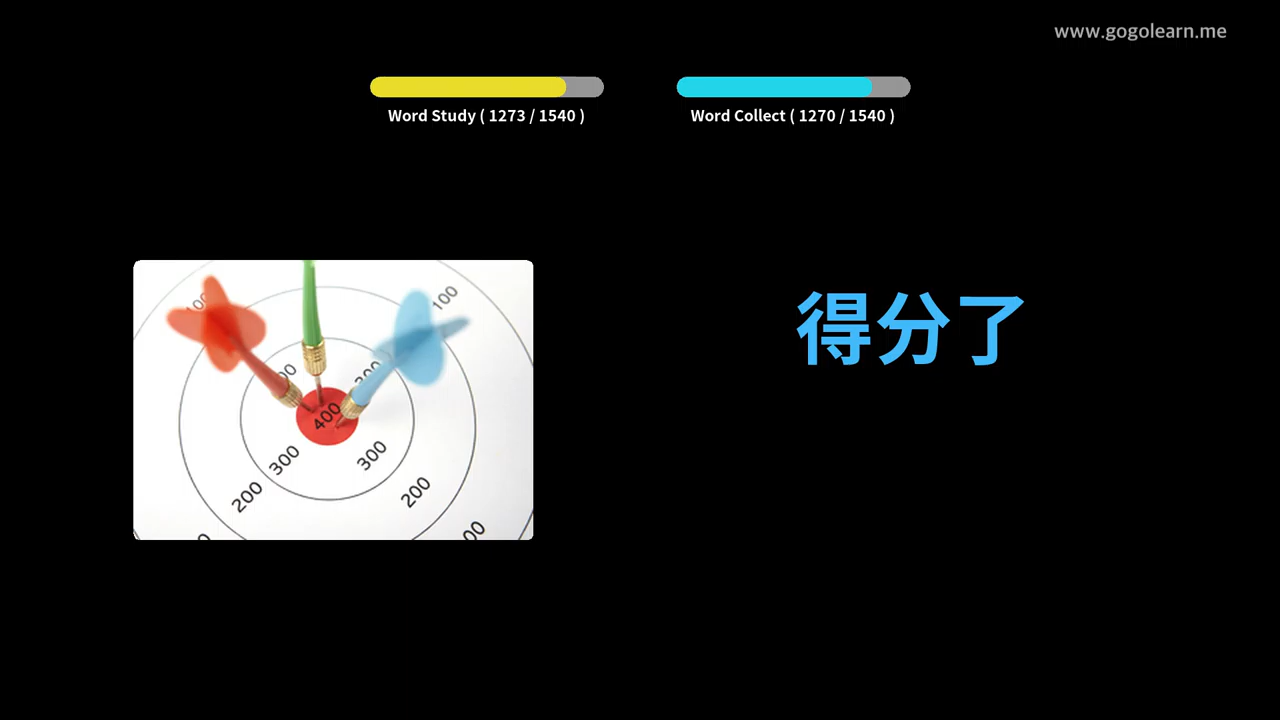 www.gogolearn.me
Word Study ( 1273 / 1540 )
Word Collect ( 1270 / 1540 )
得分了
100
100
200
400
300
300
200
200